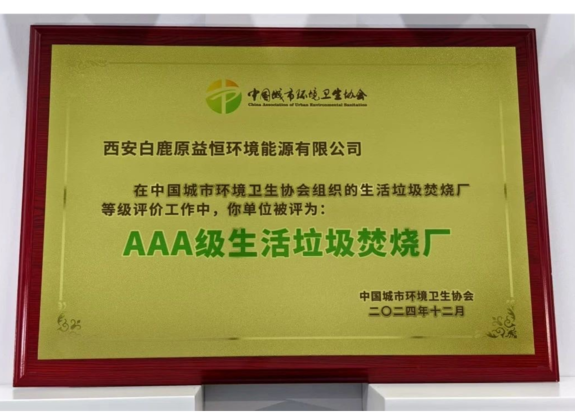 中国城市环境卫生协会
China Association of Urban Environmental Sanitation
西安白鹿原益恒环境能源有限公司
在中国城市环境卫生协会组织的生活垃圾焚烧厂
等级评价工作中，你单位被评为：
AAA级生活垃圾焚烧厂
中国城市环境卫生协会
二〇二四年十二月